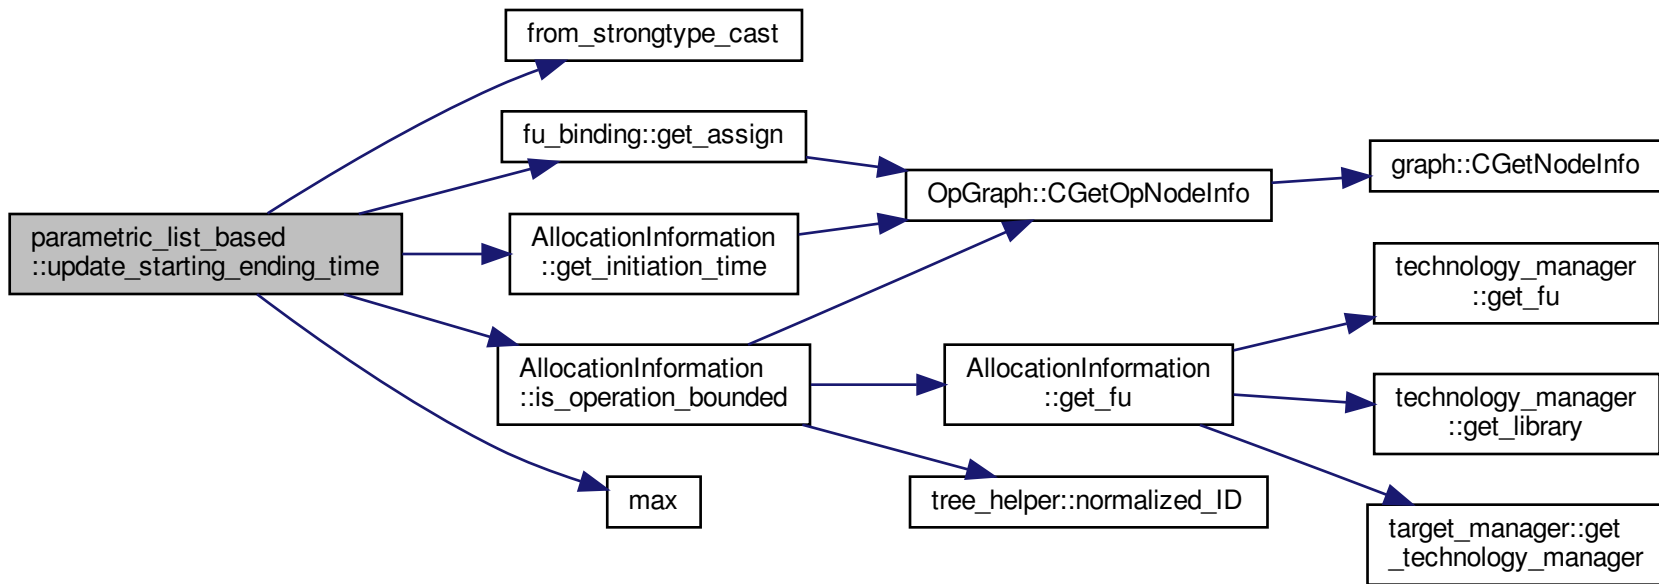 from_strongtype_cast
fu_binding::get_assign
graph::CGetNodeInfo
OpGraph::CGetOpNodeInfo
parametric_list_based
::update_starting_ending_time
AllocationInformation
::get_initiation_time
technology_manager
::get_fu
AllocationInformation
::is_operation_bounded
AllocationInformation
::get_fu
technology_manager
::get_library
max
tree_helper::normalized_ID
target_manager::get
_technology_manager